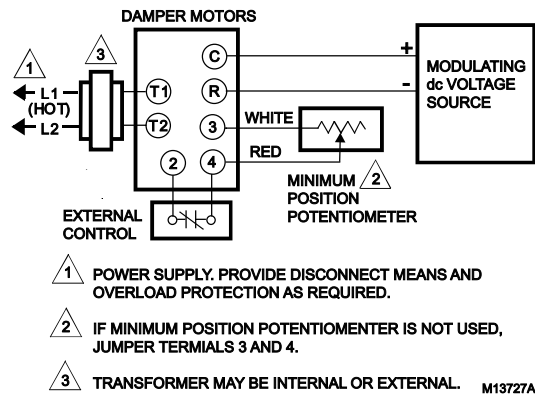 DAMPER MOTORS
1
3
C
+
MODULATING
dc VOLTAGE
SOURCE
L1
(HOT)
L2
T1
T2
R
-
3
WHITE
2
4
RED
MINIMUM
POSITION
POTENTIOMETER
2
EXTERNAL
CONTROL
1 POWER SUPPLY. PROVIDE DISCONNECT MEANS AND
OVERLOAD PROTECTION AS REQUIRED.
2 IF MINIMUM POSITION POTENTIOMENTER IS NOT USED,
JUMPER TERMIALS 3 AND 4.
3 TRANSFORMER MAY BE INTERNAL OR EXTERNAL.
M13727A